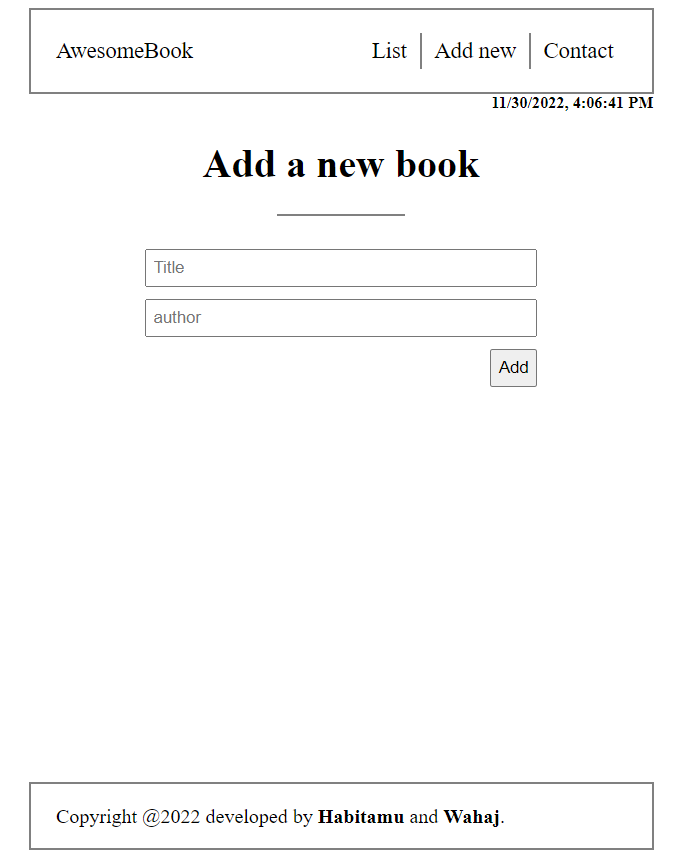 AwesomeBook List Add new Contact
11/30/2022, 4:06:41 PM
Add a new book
Title
author
Add
Copyright @2022 developed by Habitamu and Wahaj.